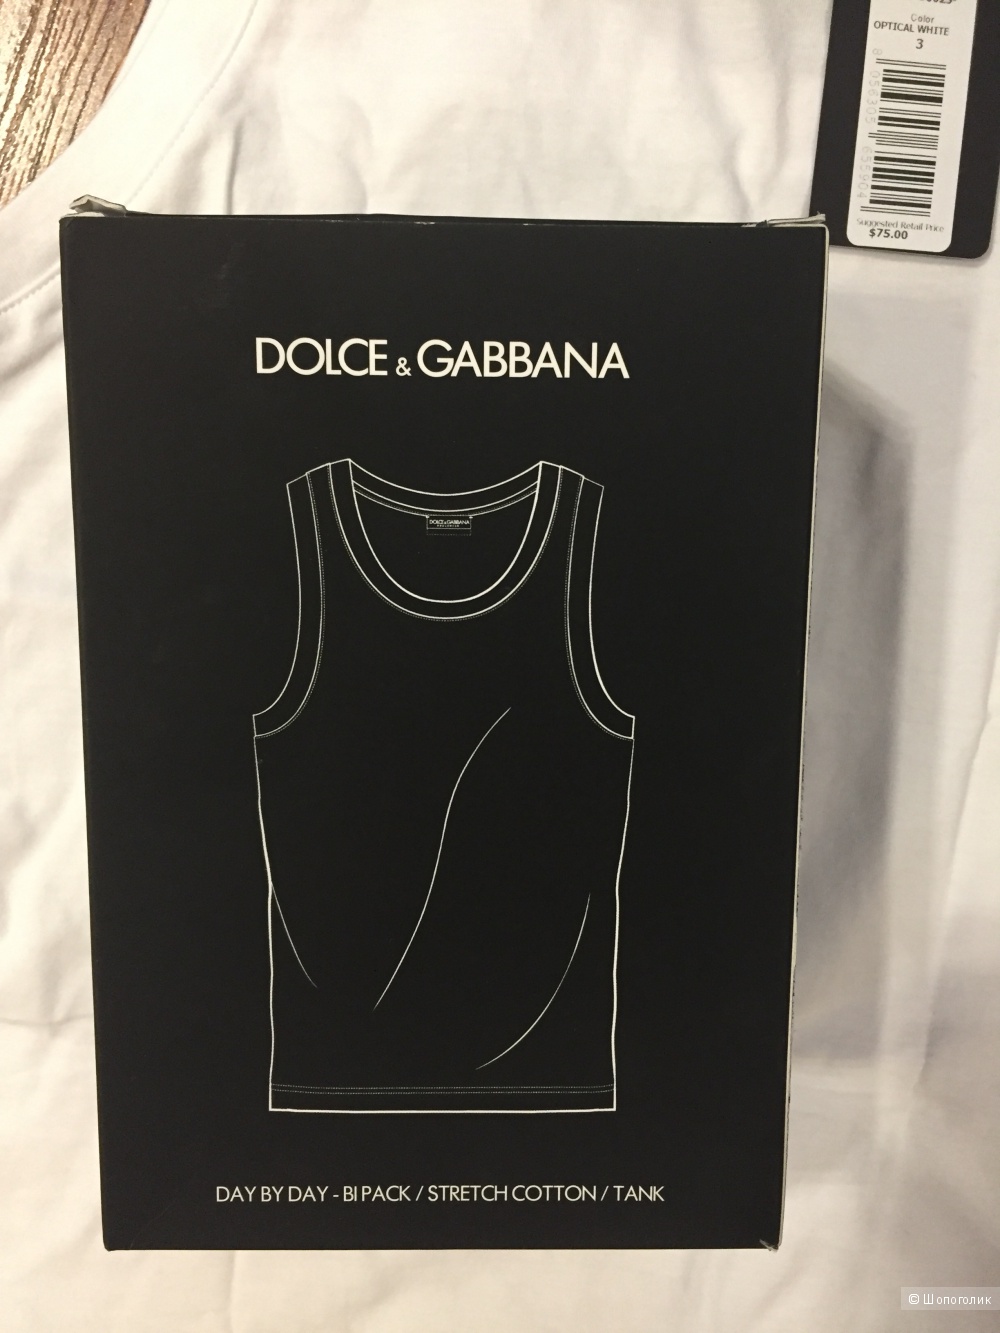 Color
OPTICAL WHITE
3
Suggested Retail Price
$75.00
DOLCE & GABBANA
DOLCE & GABBANA
DAY BY DAY - BI PACK / STRETCH COTTON / TANK
© Шопоголик